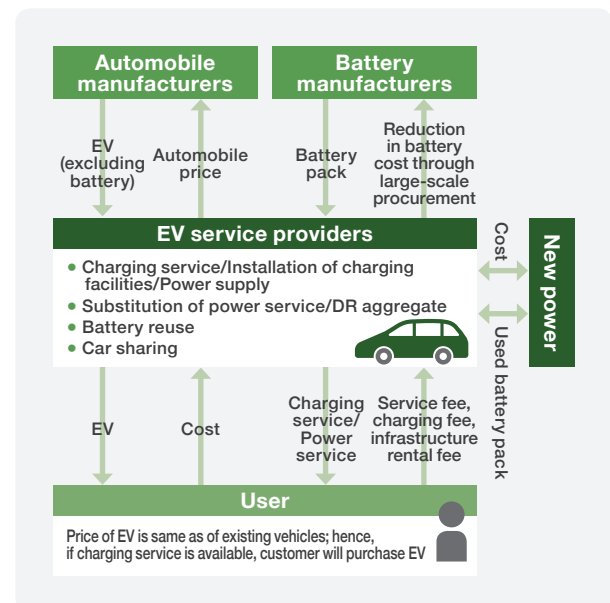 Automobile
manufacturers
Battery
manufacturers
EV
(excluding
battery)
Automobile
price
Battery
pack
Reduction
in battery
cost through
large-scale
procurement
EV service providers
• Charging service/Installation of charging
facilities/Power supply
• Substitution of power service/DR aggregate
• Battery reuse
• Car sharing
Cost
Used battery pack
New power
EV
Cost
Charging
service/
Power
service
Service fee,
charging fee,
infrastructure
rental fee
User
Price of EV is same as of existing vehicles; hence,
if charging service is available, customer will purchase EV